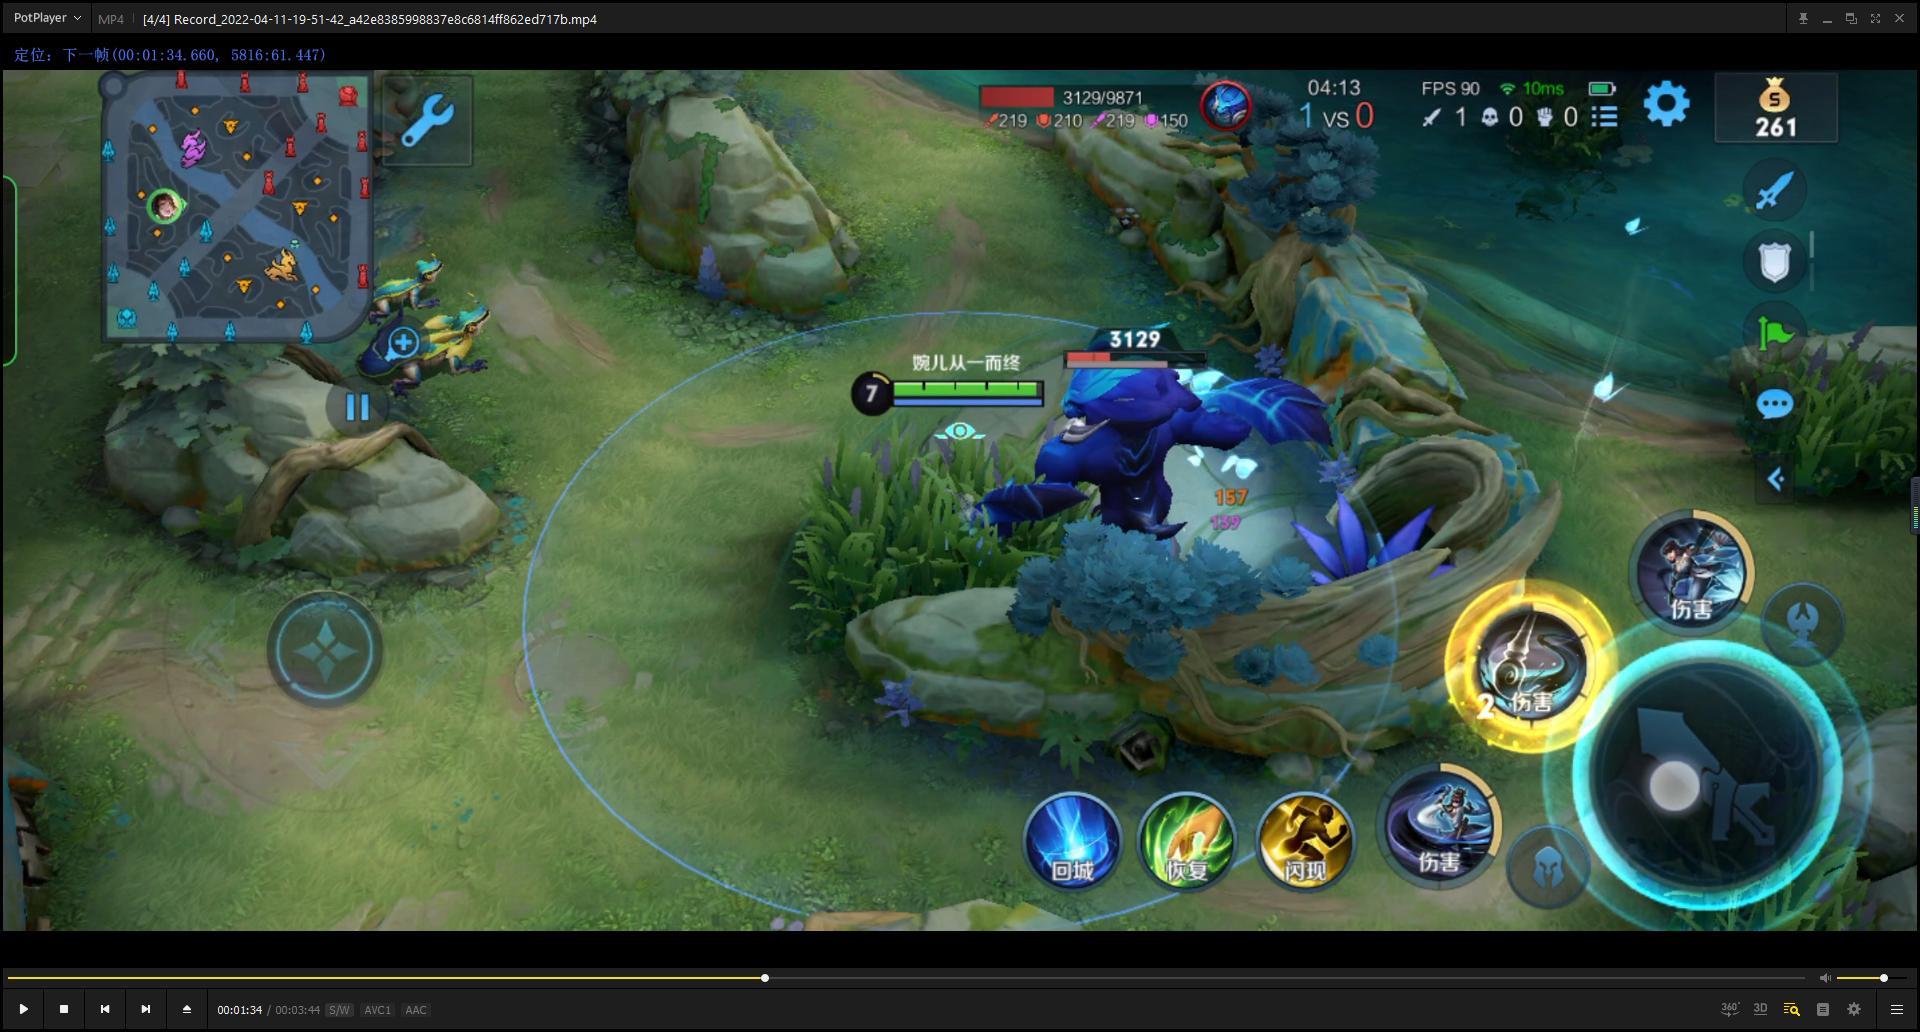 PotPlayer
MP4
[4/4] Record_2022-04-11-19-51-42_a42e8385998837e8c6814ff862ed717b.mp4
定位: 下一帧(00:01:34.660, 5816:61.447)
3129/9871
219 210 219 150
04:13
1 VS 0
FPS 90 10ms
1 0 0
S
261
3129
婉儿从一而终
7
157
159
伤害
2 伤害
伤害
回城
恢复
闪现
00:01:34 / 00:03:44 S/W AVC1 AAC
360°
3D